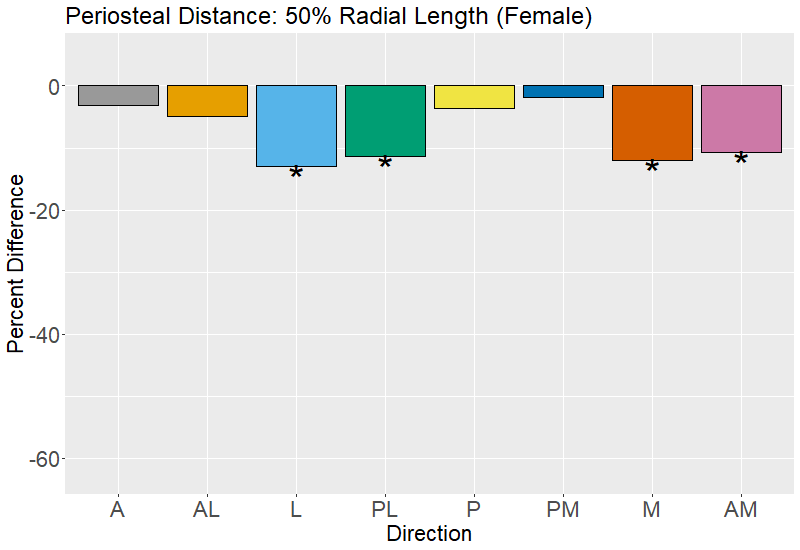 Periosteal Distance: 50% Radial Length (Female)
Percent Difference
0
-20
-40
-60
*
*
*
*
A AL L PL P PM M AM
Direction